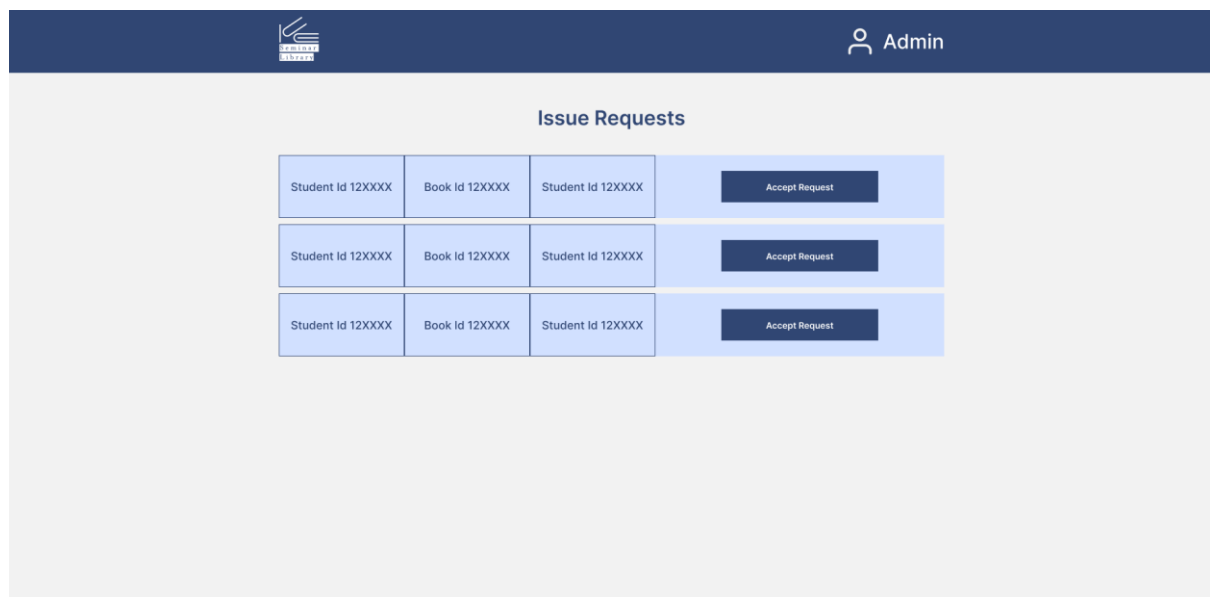 Seminar
Library
Admin
Issue Requests
Student Id 12XXXX Book Id 12XXXX Student Id 12XXXX Accept Request
Student Id 12XXXX Book Id 12XXXX Student Id 12XXXX Accept Request
Student Id 12XXXX Book Id 12XXXX Student Id 12XXXX Accept Request